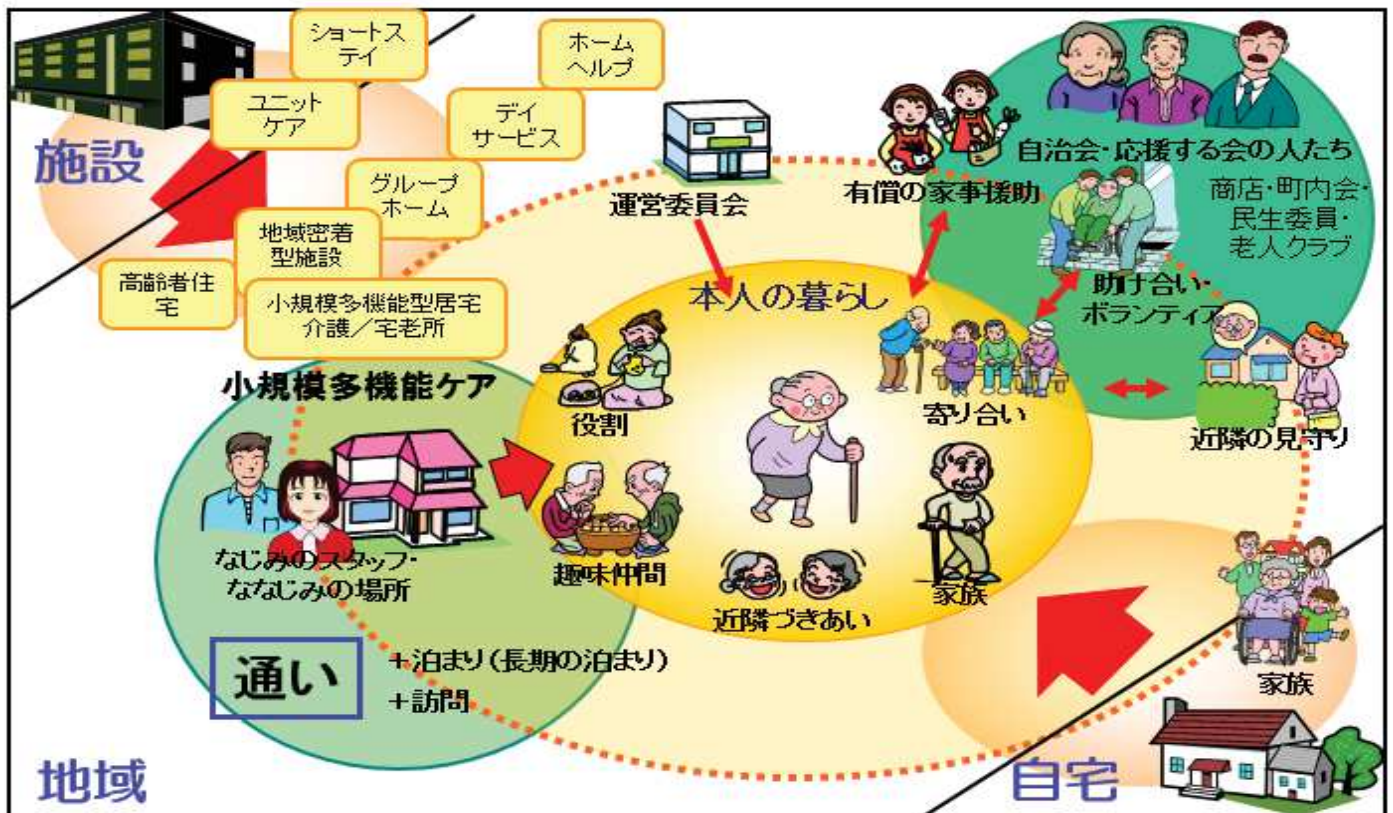 ショートス
テイ
ホーム
ヘルプ
ユニット
ケア
デイ
サービス
施設
グループ
ホーム
運営委員会
有償の家事援助
自治会・応援する会の人たち
商店・町内会・
民生委員・
老人クラブ
地域密着
型施設
高齢者住
宅
小規模多機能型居宅
介護／宅老所
助け合い・
ボランティア
本人の暮らし
小規模多機能ケア
役割
寄り合い
近隣の見守り
なじみのスタッフ・
ななじみの場所
趣味仲間
近隣づきあい
家族
通い
＋泊まり（長期の泊まり）
＋訪問
家族
地域
自宅